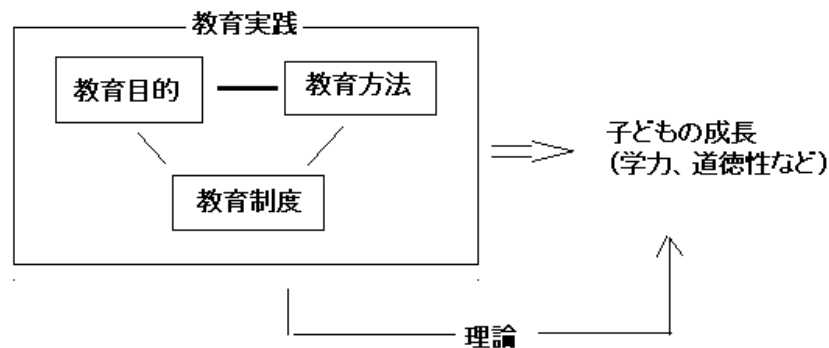 教育実践
教育目的
教育方法
教育制度
子どもの成長
(学力、道徳性など)
理論